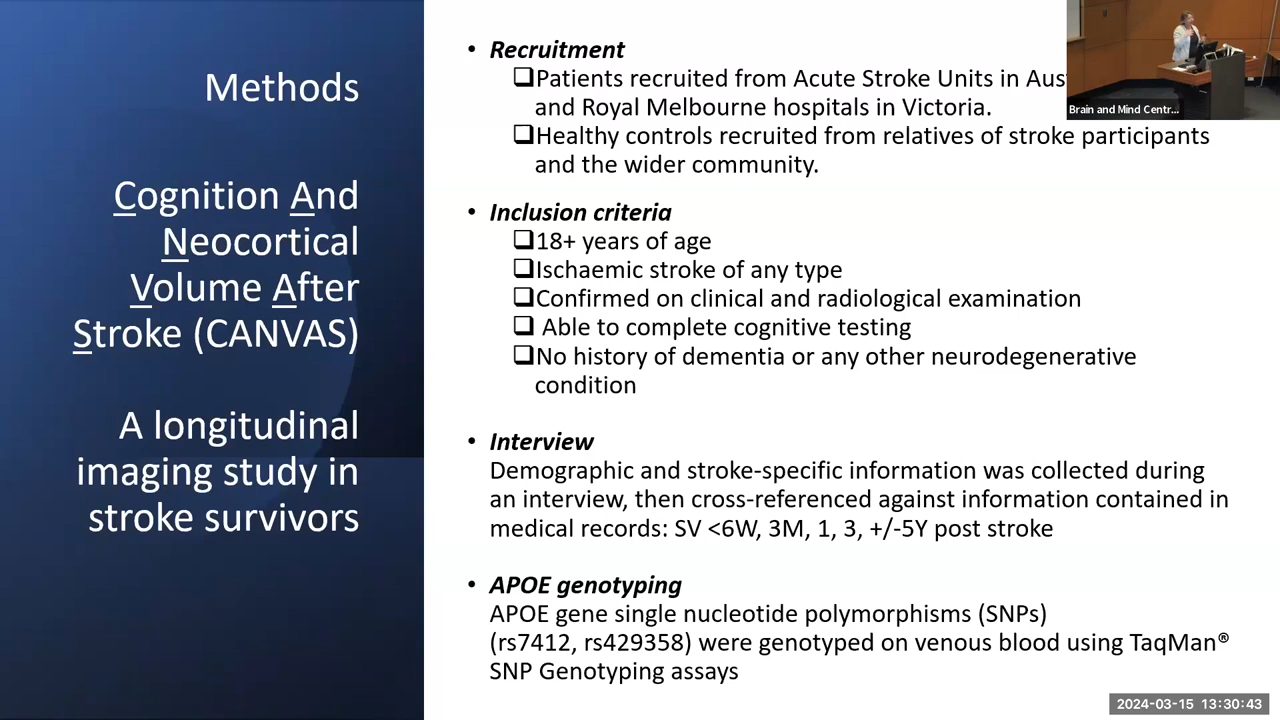 Methods
Cognition And
Neocortical
Volume After
Stroke (CANVAS)
A longitudinal
imaging study in
stroke survivors
• Recruitment
❑Patients recruited from Acute Stroke Units in
and Royal Melbourne hospitals in Victoria.
❑Healthy controls recruited from relatives of stroke participants
and the wider community.
• Inclusion criteria
❑18+ years of age
❑Ischaemic stroke of any type
❑Confirmed on clinical and radiological examination
❑ Able to complete cognitive testing
❑No history of dementia or any other neurodegenerative
condition
• Interview
Demographic and stroke-specific information was collected during
an interview, then cross-referenced against information contained in
medical records: SV <6W, 3M, 1, 3, +/-5Y post stroke
• APOE genotyping
APOE gene single nucleotide polymorphisms (SNPs)
(rs7412, rs429358) were genotyped on venous blood using TaqMan®
SNP Genotyping assays
Brain and Mind Centr...
2024-03-15 13:30:43